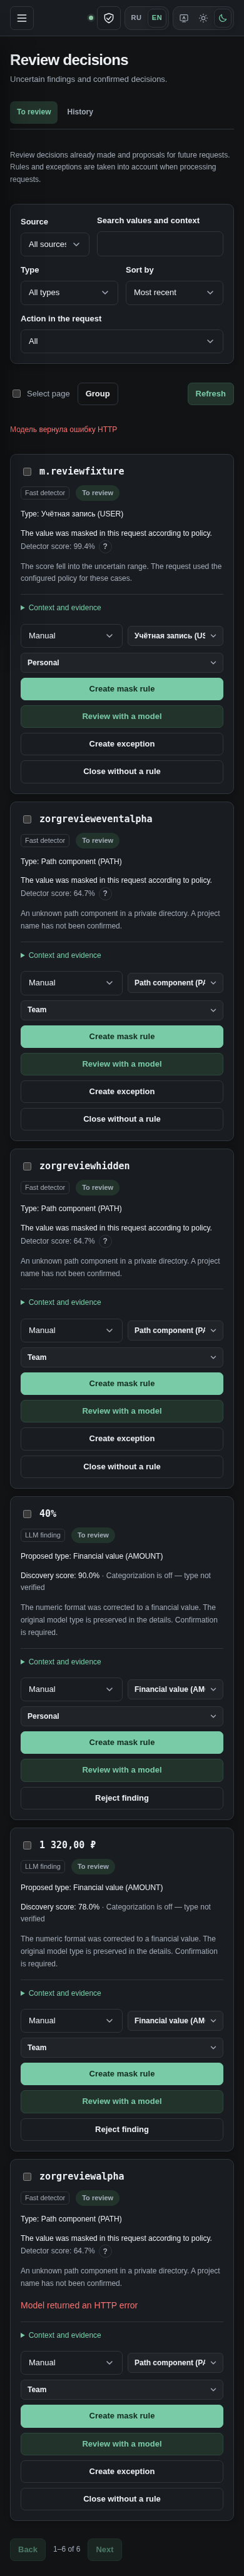 RU EN
Review decisions
Uncertain findings and confirmed decisions.
To review History
Review decisions already made and proposals for future requests.
Rules and exceptions are taken into account when processing
requests.
Source Search values and context
All sources
Type Sort by
All types Most recent
Action in the request
All
Select page Group Refresh
Модель вернула ошибку HTTP
m.reviewfixture
Fast detector To review
Type: Учётная запись (USER)
The value was masked in this request according to policy.
Detector score: 99.4% ?
The score fell into the uncertain range. The request used the
configured policy for these cases.
Context and evidence
Manual Учётная запись (US
Personal
Create mask rule
Review with a model
Create exception
Close without a rule
zorgrevieweventalpha
Fast detector To review
Type: Path component (PATH)
The value was masked in this request according to policy.
Detector score: 64.7% ?
An unknown path component in a private directory. A project
name has not been confirmed.
Context and evidence
Manual Path component (PA
Team
Create mask rule
Review with a model
Create exception
Close without a rule
zorgreviewhidden
Fast detector To review
Type: Path component (PATH)
The value was masked in this request according to policy.
Detector score: 64.7% ?
An unknown path component in a private directory. A project
name has not been confirmed.
Context and evidence
Manual Path component (PA
Team
Create mask rule
Review with a model
Create exception
Close without a rule
40%
LLM finding To review
Proposed type: Financial value (AMOUNT)
Discovery score: 90.0% · Categorization is off — type not
verified
The numeric format was corrected to a financial value. The
original model type is preserved in the details. Confirmation
is required.
Context and evidence
Manual Financial value (AM
Personal
Create mask rule
Review with a model
Reject finding
1 320,00 ₽
LLM finding To review
Proposed type: Financial value (AMOUNT)
Discovery score: 78.0% · Categorization is off — type not
verified
The numeric format was corrected to a financial value. The
original model type is preserved in the details. Confirmation
is required.
Context and evidence
Manual Financial value (AM
Team
Create mask rule
Review with a model
Reject finding
zorgreviewalpha
Fast detector To review
Type: Path component (PATH)
The value was masked in this request according to policy.
Detector score: 64.7% ?
An unknown path component in a private directory. A project
name has not been confirmed.
Model returned an HTTP error
Context and evidence
Manual Path component (PA
Team
Create mask rule
Review with a model
Create exception
Close without a rule
Back 1–6 of 6 Next